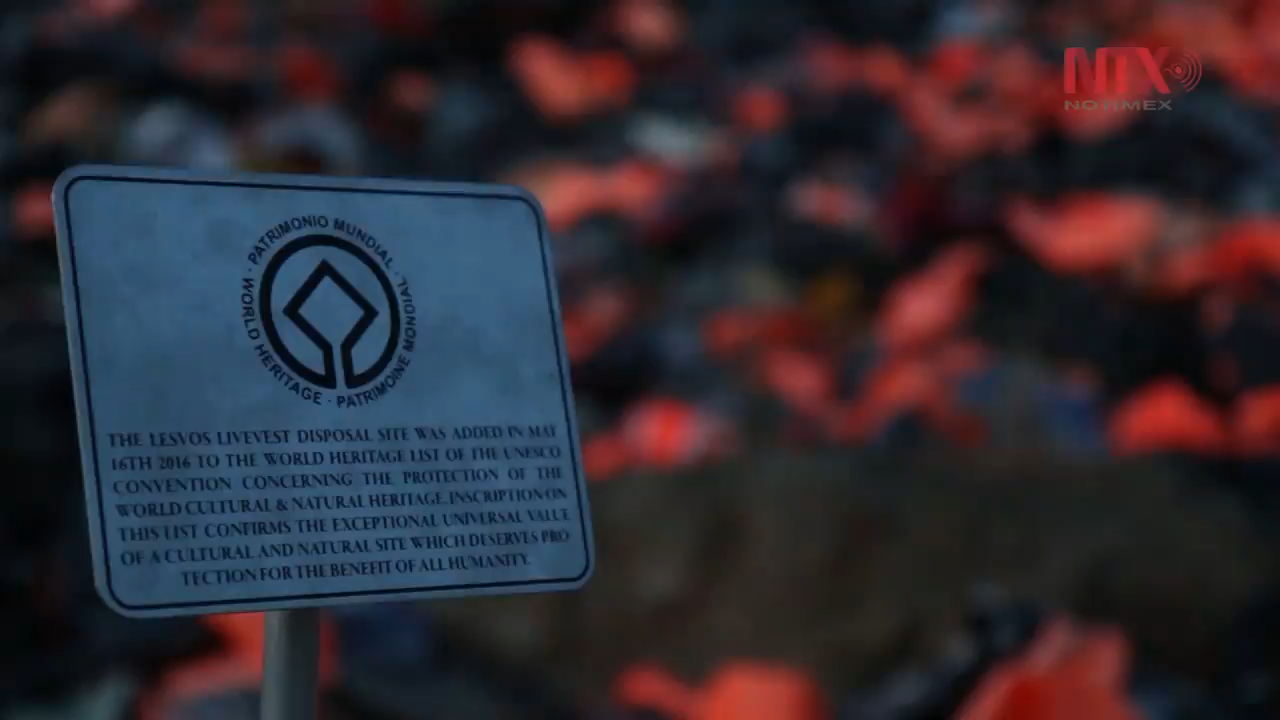 NTX
NOTIMEX
PATRIMONIO MUNDIAL · WORLD HERITAGE · PATRIMOINE MONDIAL ·
THE LESVOS LIVEVEST DISPOSAL SITE WAS ADDED IN MAY
16TH 2016 TO THE WORLD HERITAGE LIST OF THE UNESCO
CONVENTION CONCERNING THE PROTECTION OF THE
WORLD CULTURAL & NATURAL HERITAGE. INSCRIPTION ON
THIS LIST CONFIRMS THE EXCEPTIONAL UNIVERSAL VALUE
OF A CULTURAL AND NATURAL SITE WHICH DESERVES PRO
TECTION FOR THE BENEFIT OF ALL HUMANITY.